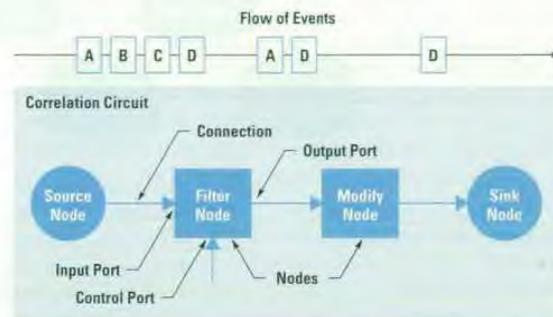 Flow of Events
A B C D A D D
Correlation Circuit
Connection
Output Port
Source Node
Filter Node
Modify Node
Sink Node
Input Port
Nodes
Control Port